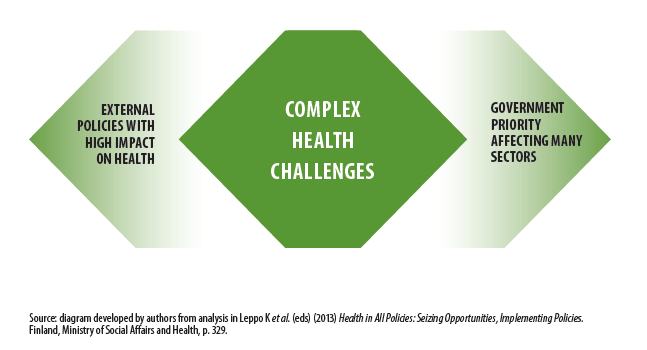 EXTERNAL
POLICIES WITH
HIGH IMPACT
ON HEALTH
COMPLEX
HEALTH
CHALLENGES
GOVERNMENT
PRIORITY
AFFECTING MANY
SECTORS
Source: diagram developed by authors from analysis in Leppo K et al. (eds) (2013) Health in All Policies: Seizing Opportunities, Implementing Policies.
Finland, Ministry of Social Affairs and Health, p. 329.